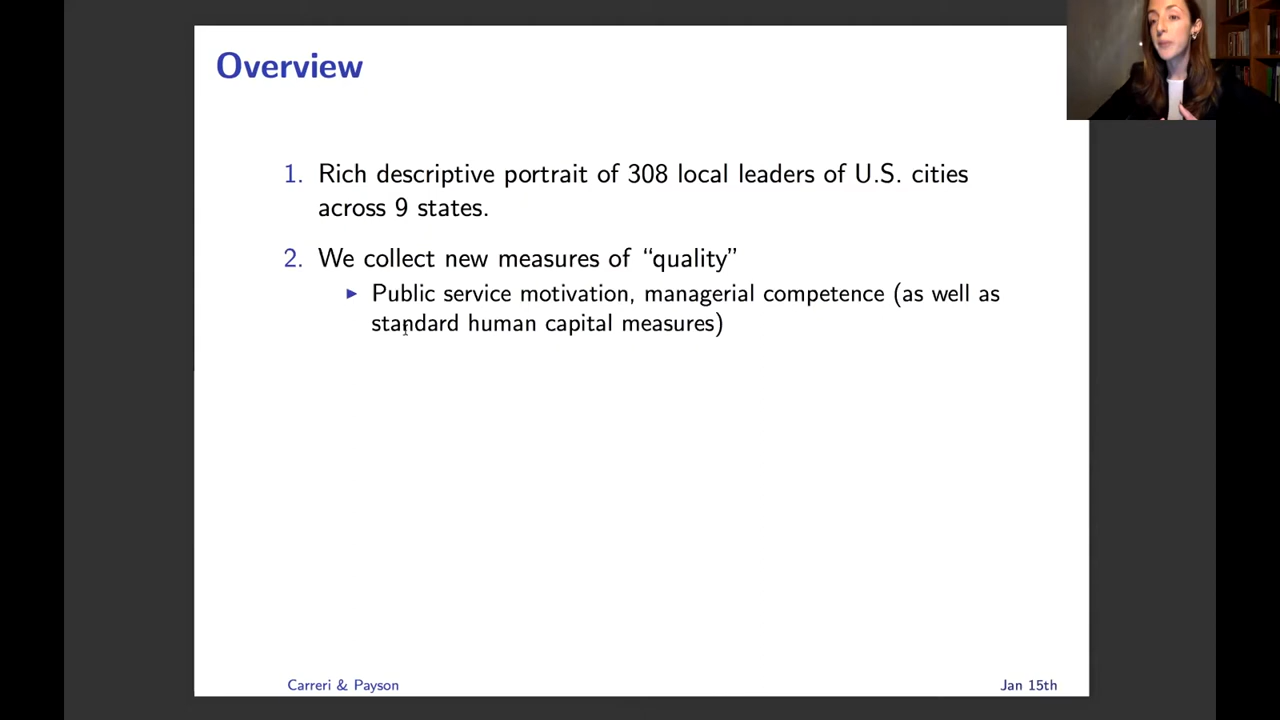 Overview
1. Rich descriptive portrait of 308 local leaders of U.S. cities
across 9 states.
2. We collect new measures of “quality”
▶ Public service motivation, managerial competence (as well as
standard human capital measures)
Carreri & Payson
Jan 15th